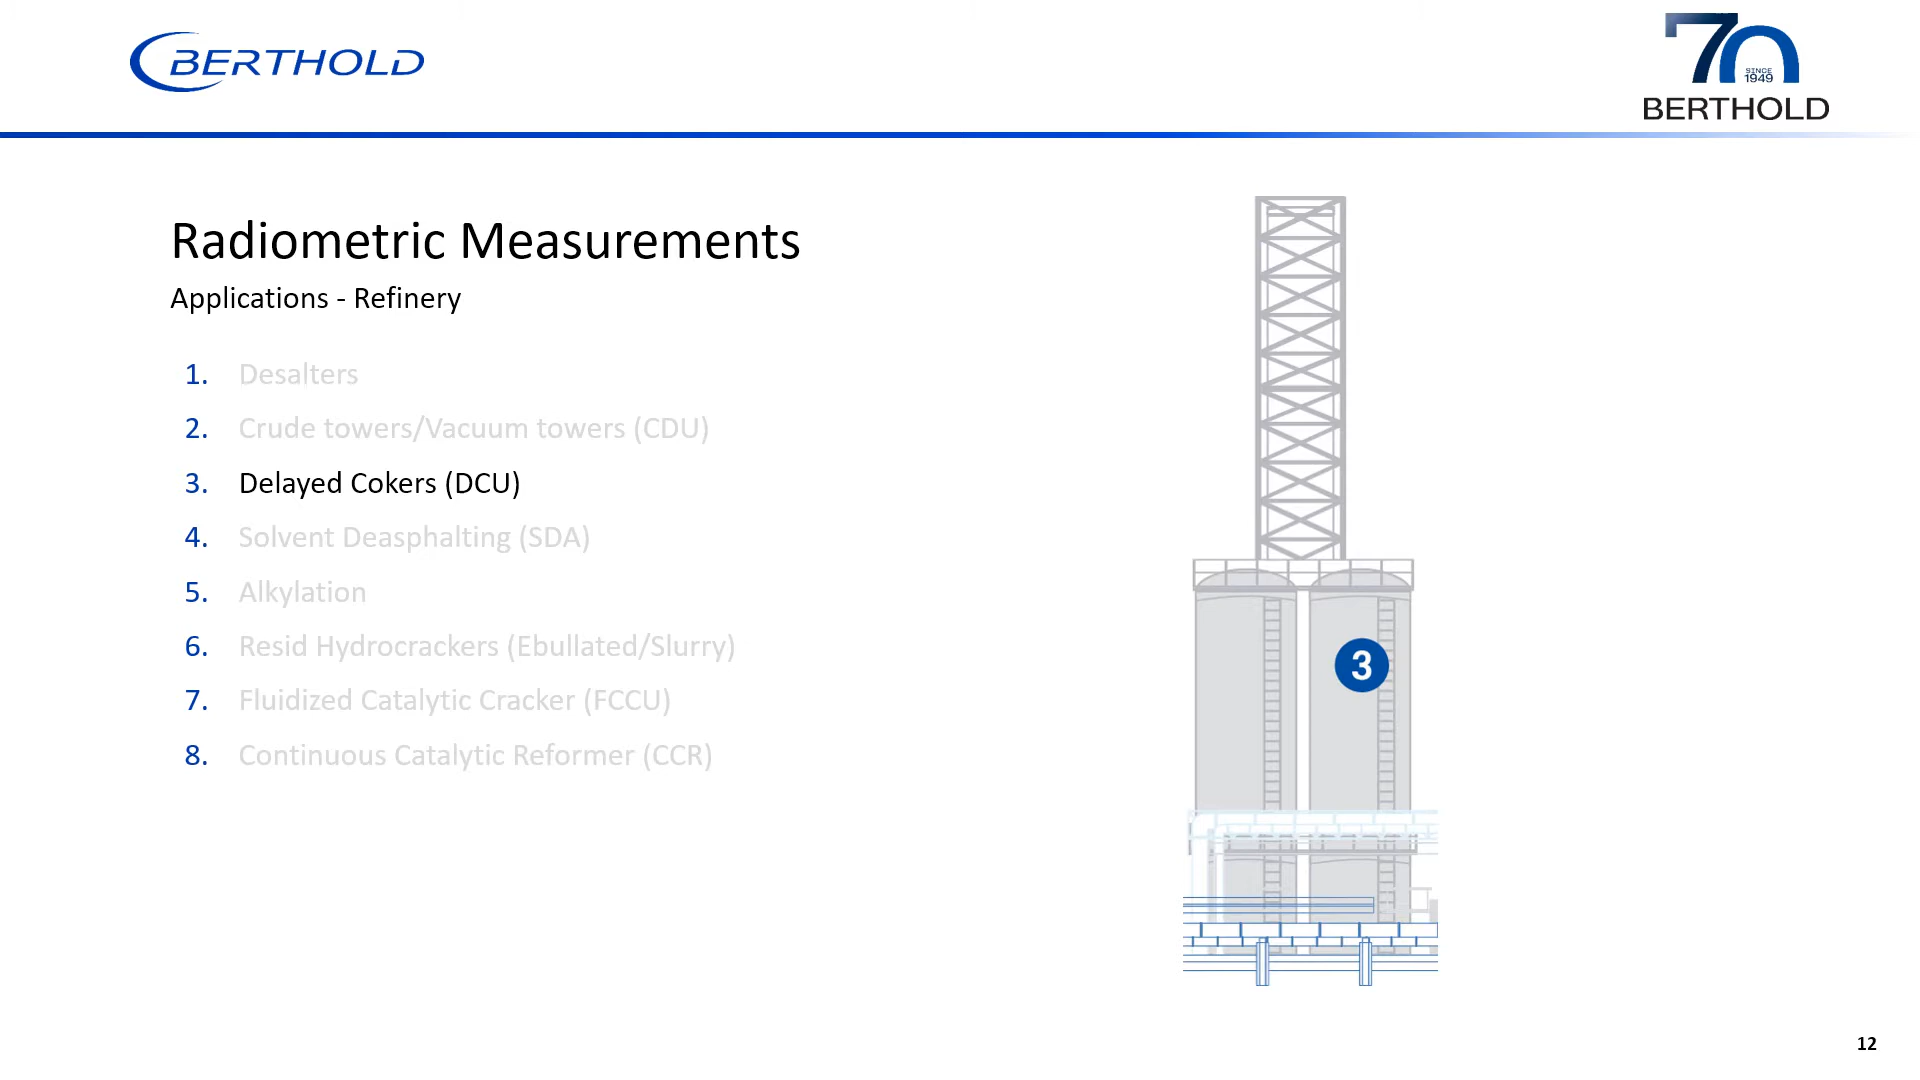 BERTHOLD
70
SINCE
1949
BERTHOLD
Radiometric Measurements
Applications - Refinery
1. Desalters
2. Crude towers/Vacuum towers (CDU)
3. Delayed Cokers (DCU)
4. Solvent Deasphalting (SDA)
5. Alkylation
6. Resid Hydrocrackers (Ebullated/Slurry)
7. Fluidized Catalytic Cracker (FCCU)
8. Continuous Catalytic Reformer (CCR)
3
12